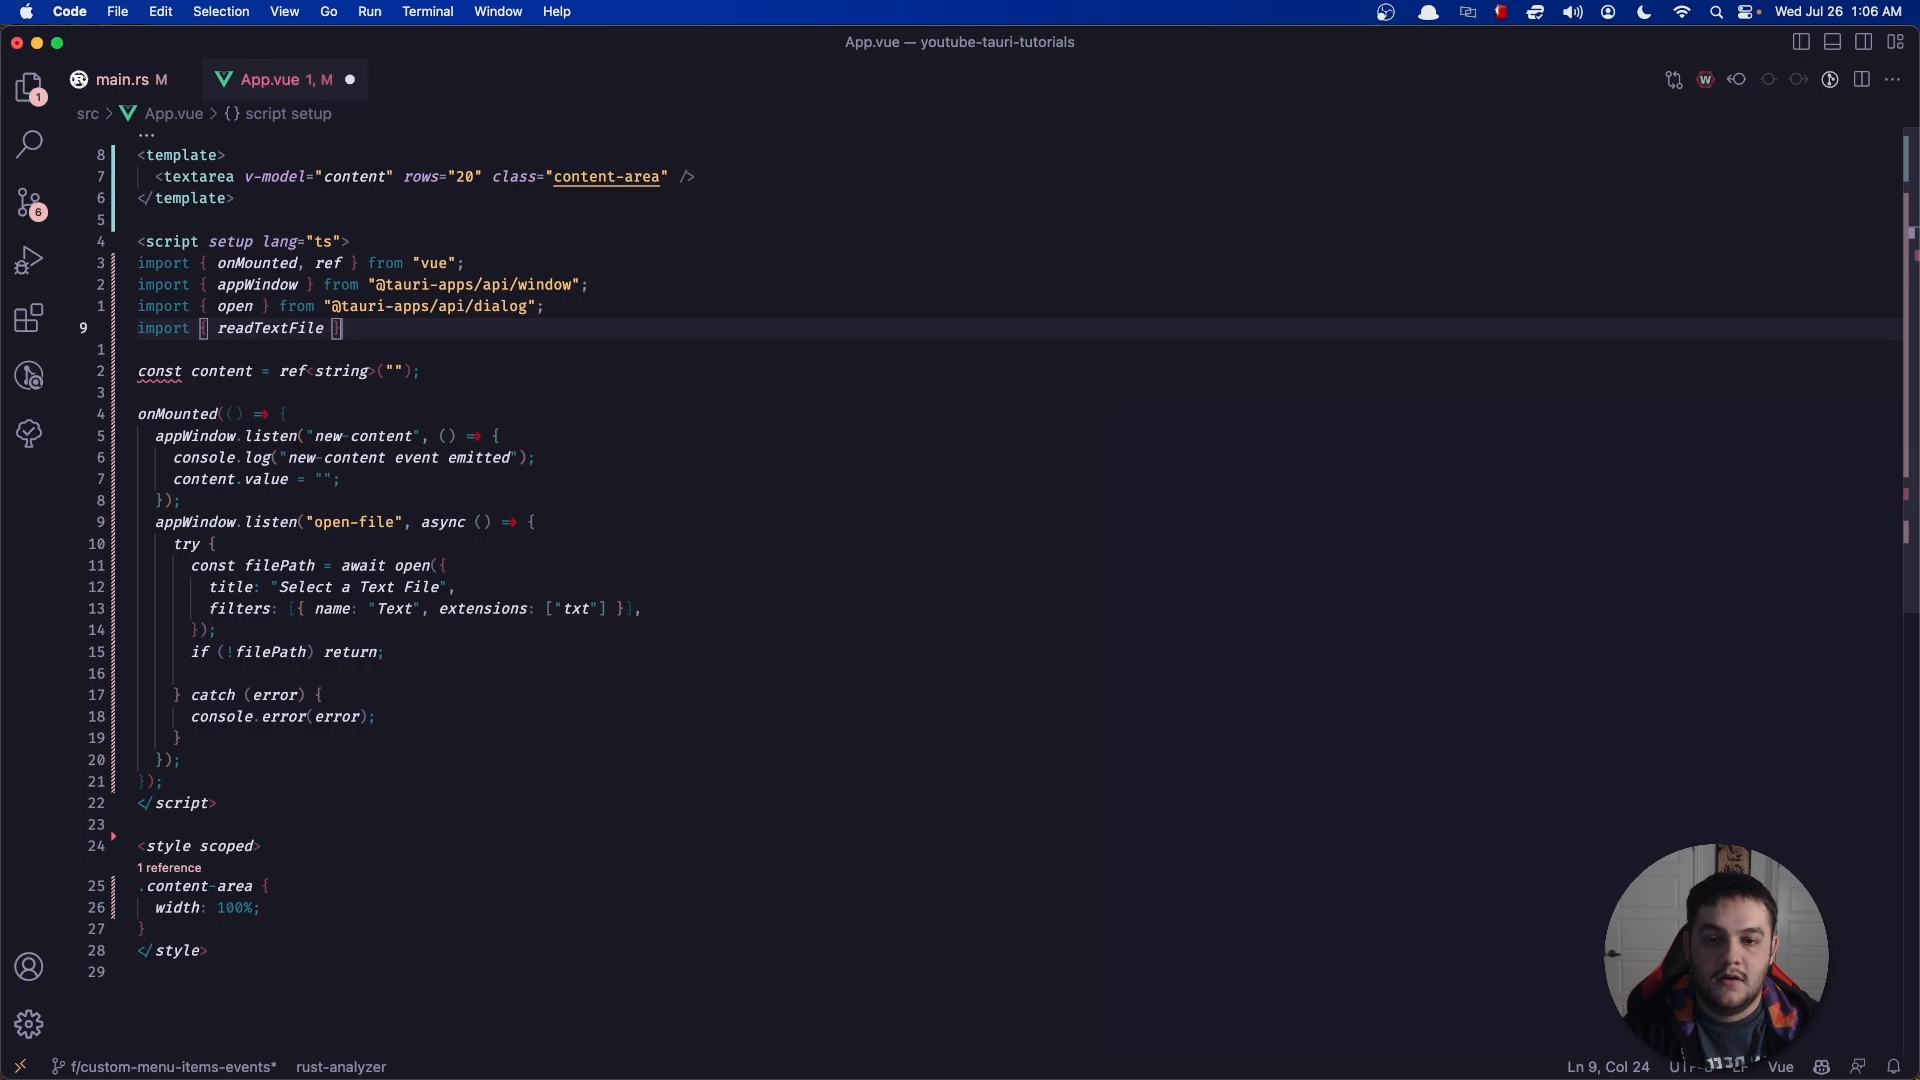 Code File Edit Selection View Go Run Terminal Window Help Wed Jul 26 1:06 AM
App.vue — youtube-tauri-tutorials
main.rs M App.vue 1, M
src > App.vue > {} script setup
1
6
...
8 <template>
7 <textarea v-model="content" rows="20" class="content-area" />
6 </template>
5
4 <script setup lang="ts">
3 import { onMounted, ref } from "vue";
2 import { appWindow } from "@tauri-apps/api/window";
1 import { open } from "@tauri-apps/api/dialog";
9 import { readTextFile }
1
2 const content = ref<string>("");
3
4 onMounted(() => {
5 appWindow.listen("new-content", () => {
6 console.log("new-content event emitted");
7 content.value = "";
8 });
9 appWindow.listen("open-file", async () => {
10 try {
11 const filePath = await open({
12 title: "Select a Text File",
13 filters: [{ name: "Text", extensions: ["txt"] }],
14 });
15 if (!filePath) return;
16
17 } catch (error) {
18 console.error(error);
19 }
20 });
21 });
22 </script>
23
24 <style scoped>
1 reference
25 .content-area {
26 width: 100%;
27 }
28 </style>
29
f/custom-menu-items-events* rust-analyzer Ln 9, Col 24 Vue